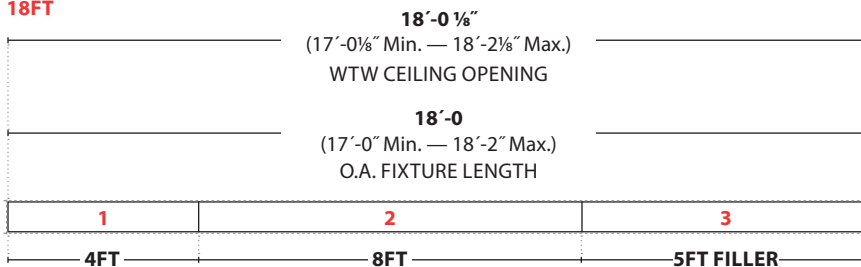 18FT
18´-0 ⅛˝
(17´-0⅛˝ Min. — 18´-2⅛˝ Max.)
WTW CEILING OPENING
18´-0
(17´-0˝ Min. — 18´-2˝ Max.)
O.A. FIXTURE LENGTH
1 2 3
4FT 8FT 5FT FILLER